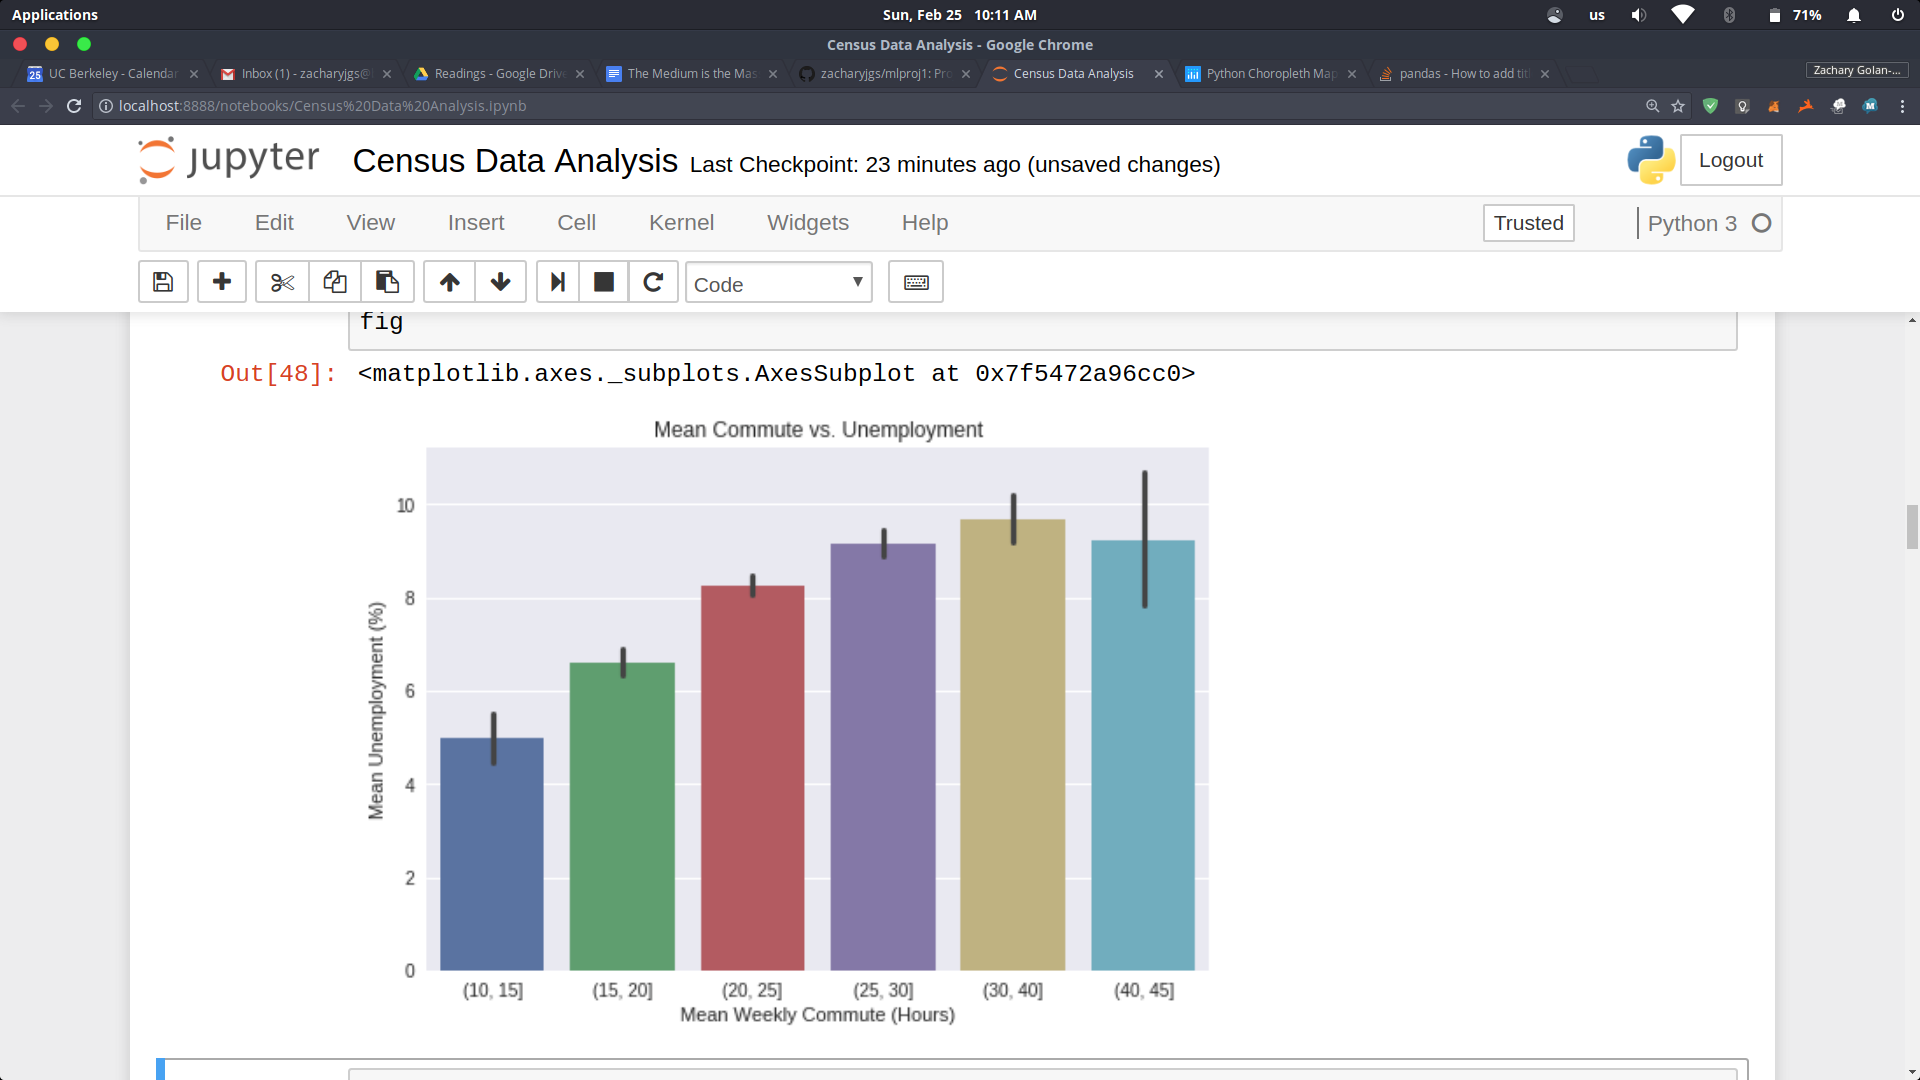 Applications
Sun, Feb 25 10:11 AM
us
71%
Census Data Analysis - Google Chrome
25 UC Berkeley - Calendar
Inbox (1) - zacharyjgs@
Readings - Google Drive
The Medium is the Mas
zacharyjgs/mlproj1: Pro
Census Data Analysis
Python Choropleth Map
pandas - How to add titl
Zachary Golan-...
localhost:8888/notebooks/Census%20Data%20Analysis.ipynb
jupyter
Census Data Analysis Last Checkpoint: 23 minutes ago (unsaved changes)
Logout
File Edit View Insert Cell Kernel Widgets Help
Trusted
Python 3
Code
fig
Out[48]: <matplotlib.axes._subplots.AxesSubplot at 0x7f5472a96cc0>
Mean Commute vs. Unemployment
10
8
6
4
2
0
Mean Unemployment (%)
(10, 15] (15, 20] (20, 25] (25, 30] (30, 40] (40, 45]
Mean Weekly Commute (Hours)